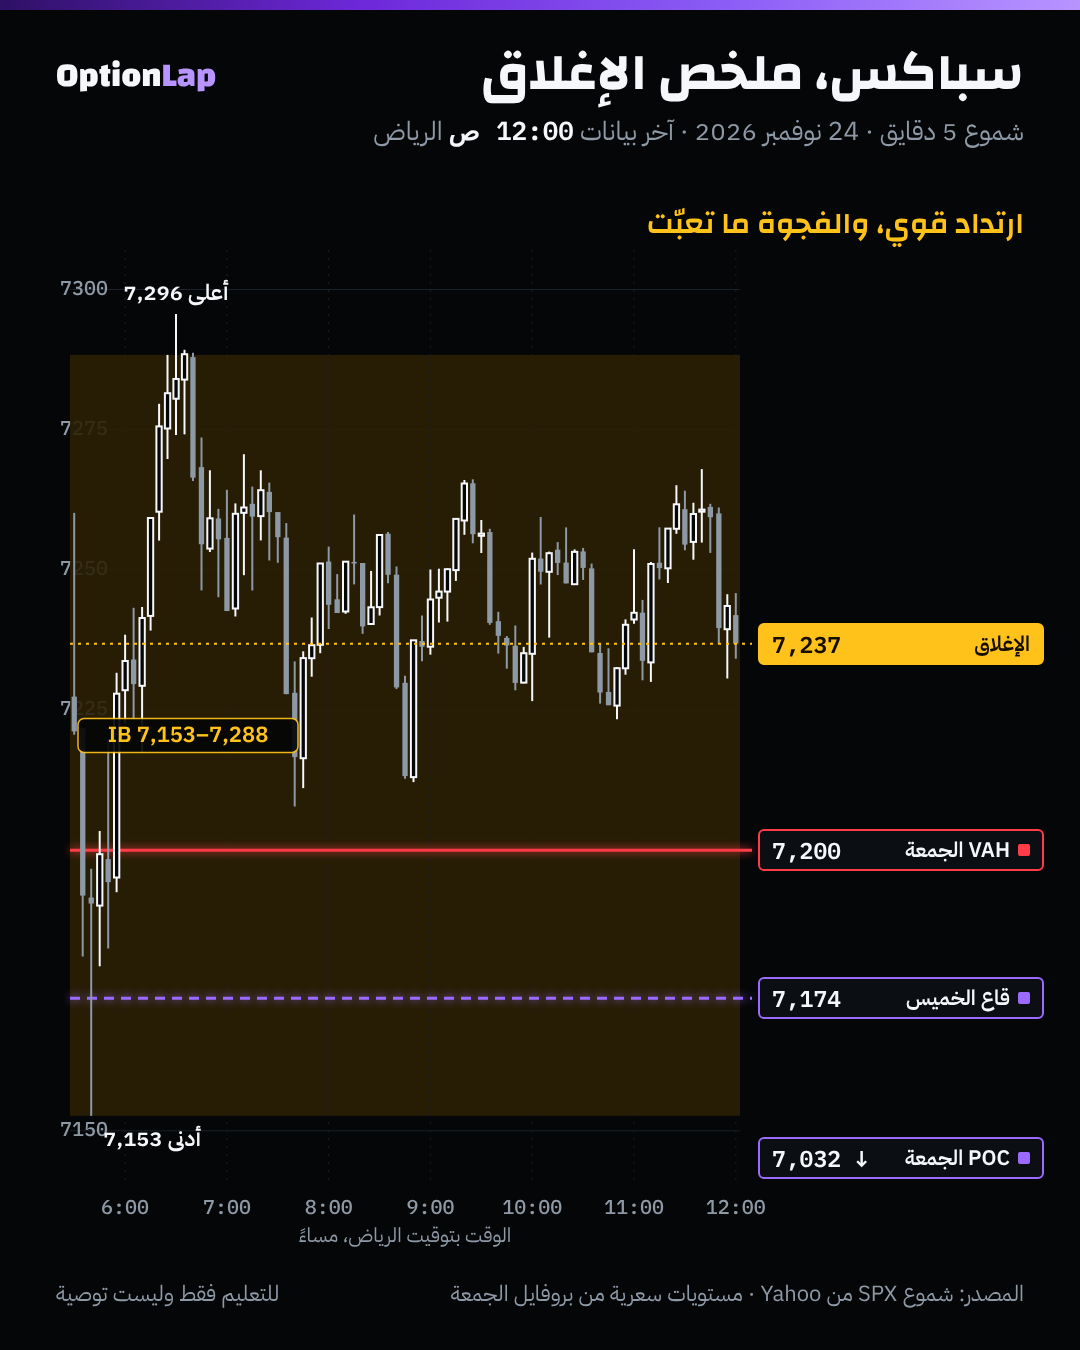 OptionLap
سباكس، ملخص الإغلاق
شموع 5 دقايق · 24 نوفمبر 2026 · آخر بيانات 12:00 ص الرياض
ارتداد قوي، والفجوة ما تعبّت
7300
أعلى 7,296
7275
7250
الإغلاق 7,237
7225
IB 7,153–7,288
VAH الجمعة 7,200
قاع الخميس 7,174
7150
أدنى 7,153
POC الجمعة ↓ 7,032
6:00 7:00 8:00 9:00 10:00 11:00 12:00
الوقت بتوقيت الرياض، مساءً
المصدر: شموع SPX من Yahoo · مستويات سعرية من بروفايل الجمعة
للتعليم فقط وليست توصية